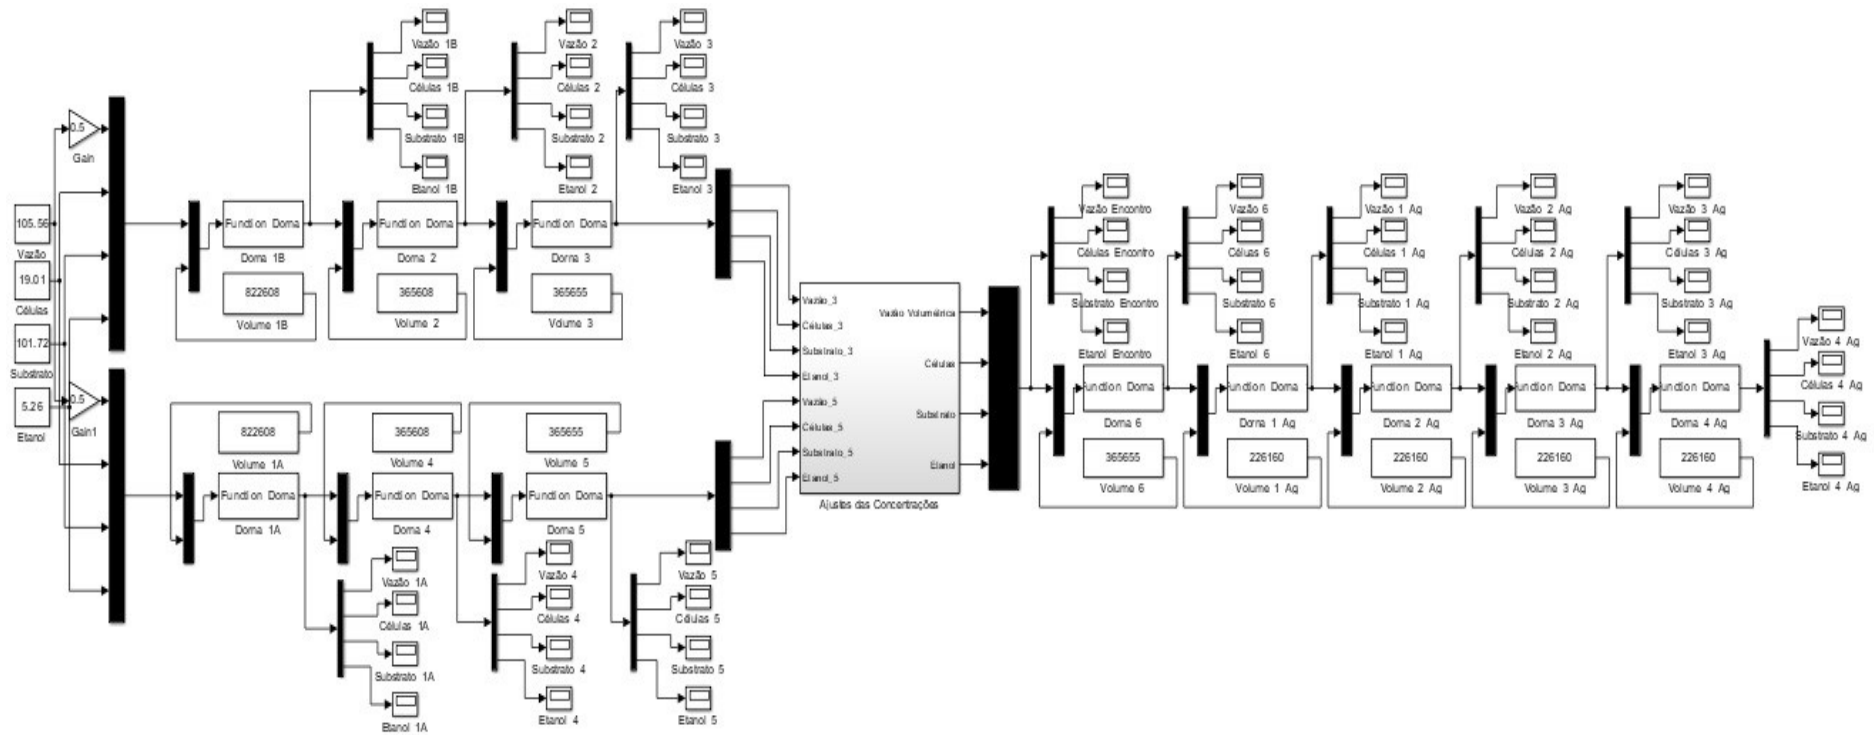 0.5
Gain
105.56
Vazão
19.01
Células
101.72
Substrato
5.26
Etanol
0.5
Gain1
Vazão 1B
Células 1B
Substrato 1B
Etanol 1B
Vazão 2
Células 2
Substrato 2
Etanol 2
Vazão 3
Células 3
Substrato 3
Etanol 3
Function Dorna
Dorna 1B
822608
Volume 1B
Function Dorna
Dorna 2
365608
Volume 2
Function Dorna
Dorna 3
365655
Volume 3
822608
Volume 1A
Function Dorna
Dorna 1A
365608
Volume 4
Function Dorna
Dorna 4
365655
Volume 5
Function Dorna
Dorna 5
Vazão 1A
Células 1A
Substrato 1A
Etanol 1A
Vazão 4
Células 4
Substrato 4
Etanol 4
Vazão 5
Células 5
Substrato 5
Etanol 5
Vazão_3
Células_3
Substrato_3
Etanol_3
Vazão_5
Células_5
Substrato_5
Etanol_5
Vazão Volumétrica
Células
Substrato
Etanol
Ajustes das Concentrações
Vazão Encontro
Células Encontro
Substrato Encontro
Etanol Encontro
Vazão 6
Céluas 6
Substrato 6
Etanol 6
Vazão 1 Ag
Células 1 Ag
Substrato 1 Ag
Etanol 1 Ag
Vazão 2 Ag
Células 2 Ag
Substrato 2 Ag
Etanol 2 Ag
Vazão 3 Ag
Células 3 Ag
Substrato 3 Ag
Etanol 3 Ag
Vazão 4 Ag
Células 4 Ag
Substrato 4 Ag
Etanol 4 Ag
unction Dorna
Dorna 6
365655
Volume 6
unction Dorna
Dorna 1 Ag
226160
Volume 1 Ag
unction Dorna
Dorna 2 Ag
226160
Volume 2 Ag
unction Dorna
Dorna 3 Ag
226160
Volume 3 Ag
unction Dorna
Dorna 4 Ag
226160
Volume 4 Ag